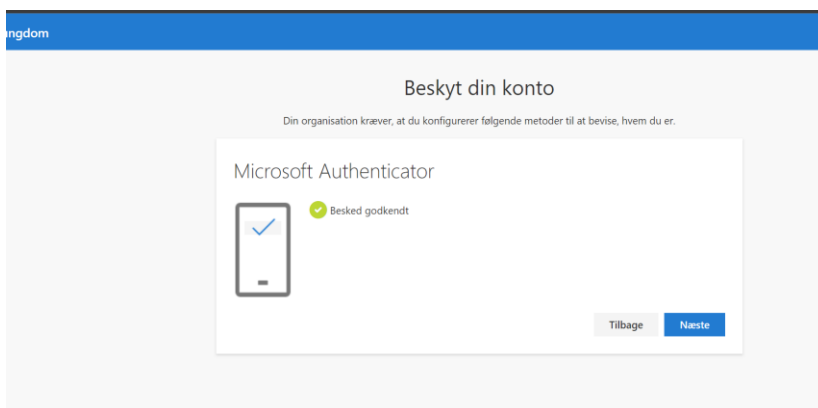 Beskyt din konto
Din organisation kræver, at du konfigurerer følgende metoder til at bevise, hvem du er.
Microsoft Authenticator
Besked godkendt
Tilbage
Næste